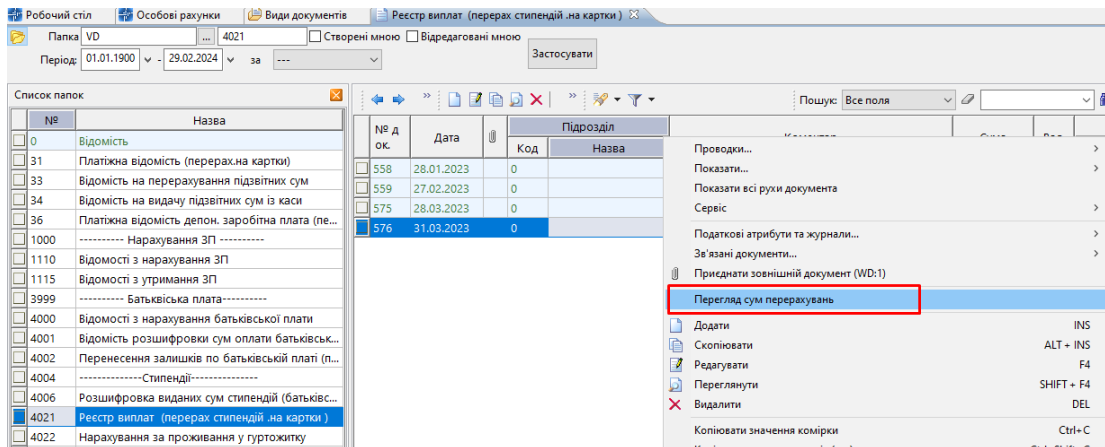 Робочий стіл Особові рахунки Види документів Реєстр виплат (перерах стипендій .на картки )
Папка VD ... 4021 Створені мною Відредаговані мною
Період: 01.01.1900 - 29.02.2024 за --- Застосувати
Список папок
№ Назва
0 Відомість
31 Платіжна відомість (перерах.на картки)
33 Відомість на перерахування підзвітних сум
34 Відомість на видачу підзвітних сум із каси
36 Платіжна відомість депон. заробітна плата (пе...
1000 ---------- Нарахування ЗП ----------
1110 Відомості з нарахування ЗП
1115 Відомості з утримання ЗП
3999 ---------- Батьквіська плата----------
4000 Відомості з нарахування батьківської плати
4001 Відомість розшифровки сум оплати батьківськ...
4002 Перенесення залишків по батьківській платі (п...
4004 --------------Стипендії---------------
4006 Розшифровка виданих сум стипендій (батьківс...
4021 Реєстр виплат (перерах стипендій .на картки )
4022 Нарахування за проживання у гуртожитку
Пошук: Все поля
№ д ок. Дата Підрозділ
Код Назва
558 28.01.2023 0
559 27.02.2023 0
575 28.03.2023 0
576 31.03.2023 0
Проводки...
Показати...
Показати всі рухи документа
Сервіс
Податкові атрибути та журнали...
Зв'язані документи...
Приєднати зовнішній документ (WD:1)
Перегляд сум перерахувань
Додати INS
Скопіювати ALT + INS
Редагувати F4
Переглянути SHIFT + F4
Видалити DEL
Копіювати значення комірки Ctrl+C